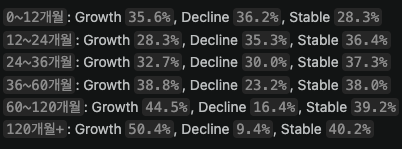 0~12개월: Growth 35.6%, Decline 36.2%, Stable 28.3%
12~24개월: Growth 28.3%, Decline 35.3%, Stable 36.4%
24~36개월: Growth 32.7%, Decline 30.0%, Stable 37.3%
36~60개월: Growth 38.8%, Decline 23.2%, Stable 38.0%
60~120개월: Growth 44.5%, Decline 16.4%, Stable 39.2%
120개월+: Growth 50.4%, Decline 9.4%, Stable 40.2%